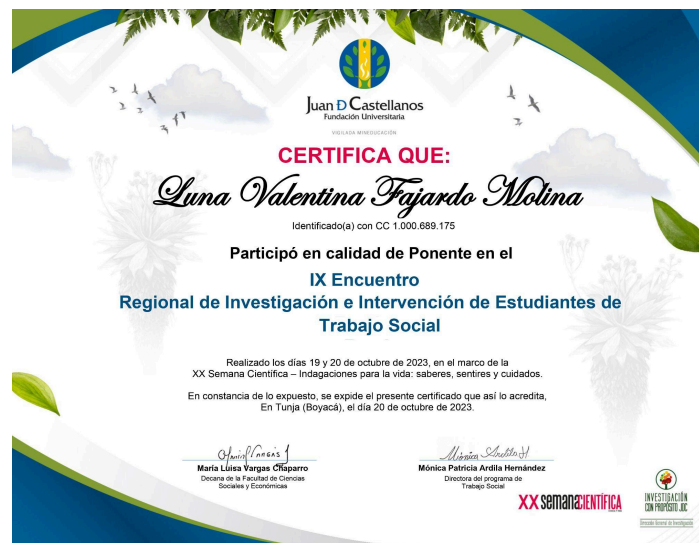 Juan D Castellanos
Fundación Universitaria
VIGILADA MINEDUCACIÓN
CERTIFICA QUE:
Luna Valentina Fajardo Molina
Identificado(a) con CC 1.000.689.175
Participó en calidad de Ponente en el
IX Encuentro
Regional de Investigación e Intervención de Estudiantes de
Trabajo Social
Realizado los días 19 y 20 de octubre de 2023, en el marco de la
XX Semana Científica – Indagaciones para la vida: saberes, sentires y cuidados.
En constancia de lo expuesto, se expide el presente certificado que así lo acredita,
En Tunja (Boyacá), el día 20 de octubre de 2023.
María Luisa Vargas Chaparro
Decana de la Facultad de Ciencias
Sociales y Económicas
Mónica Patricia Ardila Hernández
Directora del programa de
Trabajo Social
XX SemanaCIENTÍFICA
INVESTIGACIÓN
CON PROPÓSITO JDC
Dirección General de Investigación